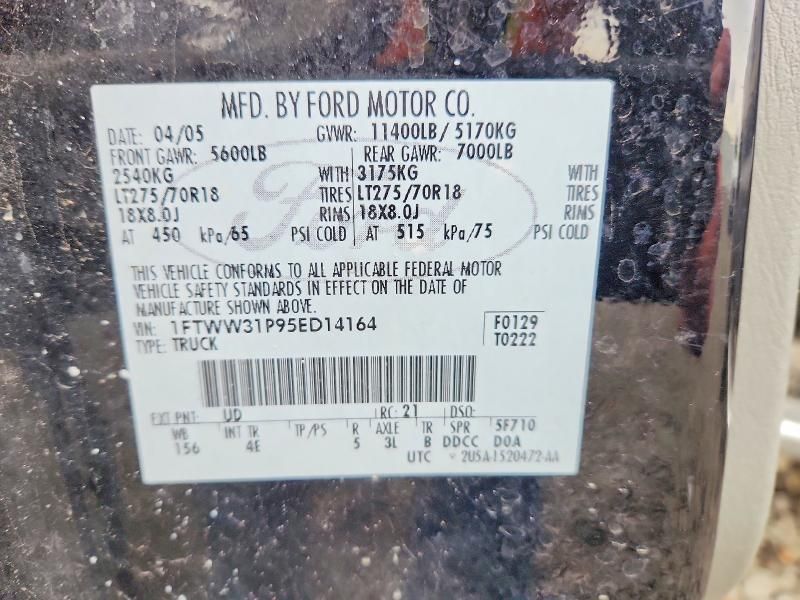 MFD. BY FORD MOTOR CO.
DATE: 04/05 GVWR: 11400LB/ 5170KG
FRONT GAWR: 5600LB REAR GAWR: 7000LB
2540KG WITH 3175KG WITH
LT275/70R18 TIRES LT275/70R18 TIRES
18X8.0J RIMS 18X8.0J RIMS
AT 450 kPa/65 PSI COLD AT 515 kPa/75 PSI COLD
Ford
THIS VEHICLE CONFORMS TO ALL APPLICABLE FEDERAL MOTOR
VEHICLE SAFETY STANDARDS IN EFFECT ON THE DATE OF
MANUFACTURE SHOWN ABOVE.
VIN: 1FTWW31P95ED14164 F0129
TYPE: TRUCK T0222
EXT PNT: UD RC: 21 DSO:
WB INT TR TP/PS R AXLE TR SPR 5F710
156 4E 5 3L B DDCC D0A
UTC 2U5A-1520472-AA